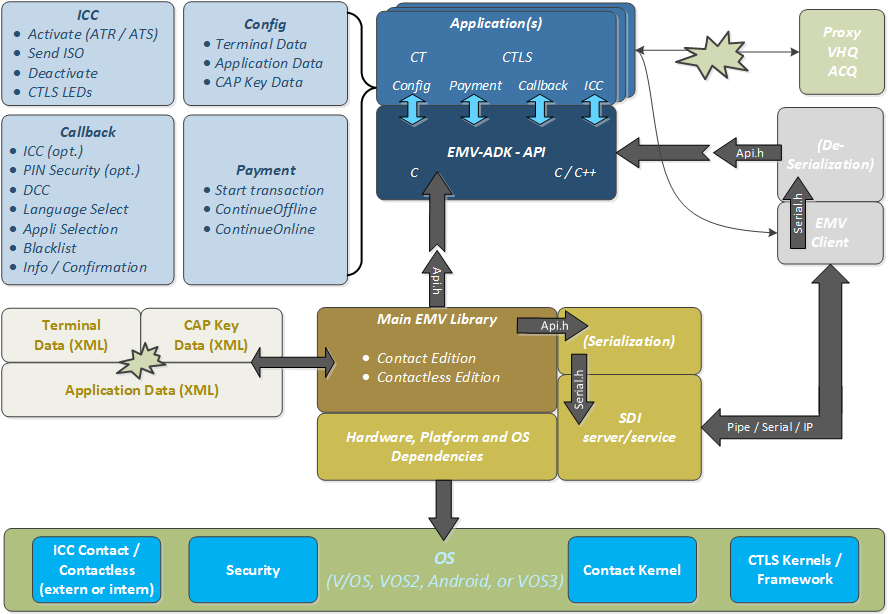 ICC
• Activate (ATR / ATS)
• Send ISO
• Deactivate
• CTLS LEDs
Config
• Terminal Data
• Application Data
• CAP Key Data
Callback
• ICC (opt.)
• PIN Security (opt.)
• DCC
• Language Select
• Appli Selection
• Blacklist
• Info / Confirmation
Payment
• Start transaction
• ContinueOffline
• ContinueOnline
Application(s)
CT
CTLS
Config
Payment
Callback
ICC
EMV-ADK - API
C
C / C++
Proxy
VHQ
ACQ
Api.h
(De-
Serialization)
Serial.h
EMV
Client
Api.h
Terminal
Data (XML)
CAP Key
Data (XML)
Application Data (XML)
Main EMV Library
• Contact Edition
• Contactless Edition
Api.h
(Serialization)
Serial.h
SDI
server/service
Pipe / Serial / IP
Hardware, Platform and OS
Dependencies
OS
(V/OS, VOS2, Android, or VOS3)
ICC Contact /
Contactless
(extern or intern)
Security
Contact Kernel
CTLS Kernels /
Framework